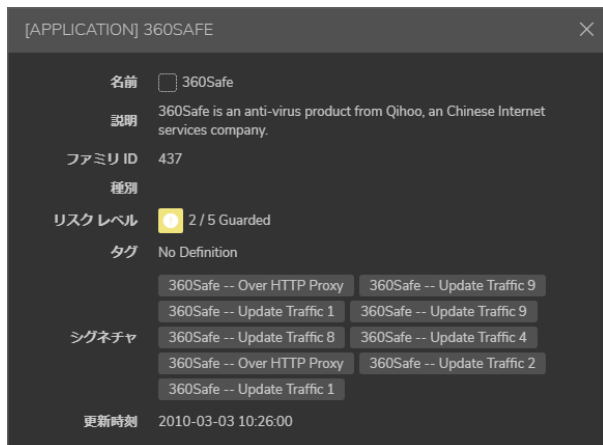 [APPLICATION] 360SAFE
名前 360Safe
説明 360Safe is an anti-virus product from Qihoo, an Chinese Internet
services company.
ファミリ ID 437
種別
リスク レベル 2 / 5 Guarded
タグ No Definition
シグネチャ
360Safe -- Over HTTP Proxy 360Safe -- Update Traffic 9
360Safe -- Update Traffic 1 360Safe -- Update Traffic 9
360Safe -- Update Traffic 8 360Safe -- Update Traffic 4
360Safe -- Over HTTP Proxy 360Safe -- Update Traffic 2
360Safe -- Update Traffic 1
更新時刻 2010-03-03 10:26:00